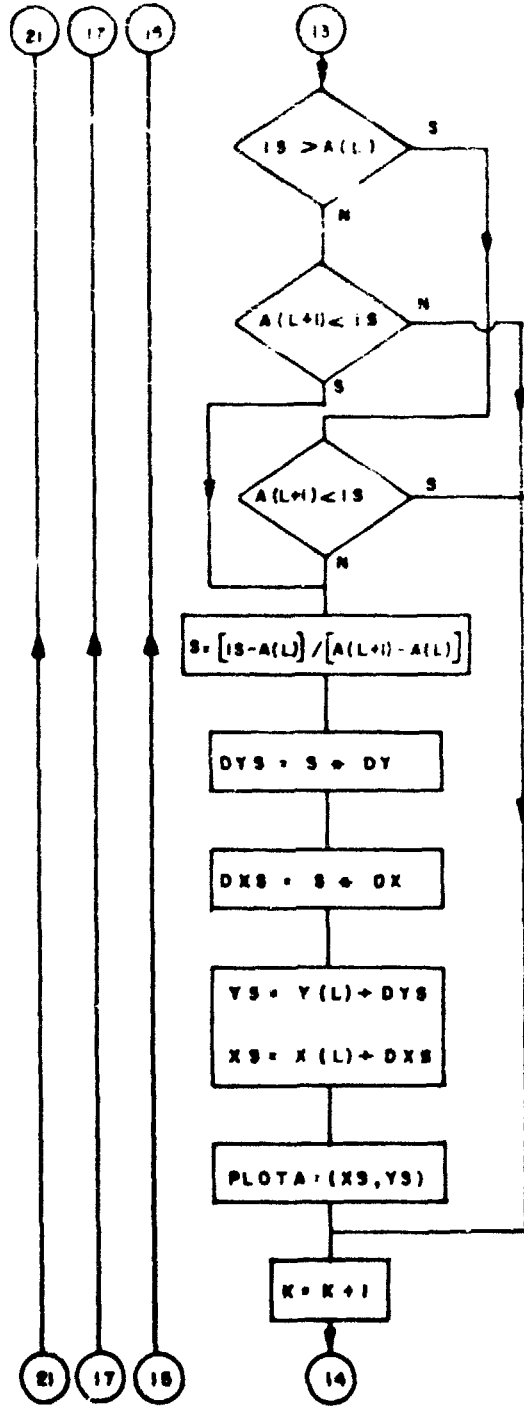 21 17 15 13
IS > A(L)
S
N
A(L+1) < IS
N
S
A(L+1) < IS
S
N
S = [IS-A(L)] / [A(L+1) - A(L)]
DYS = S * DY
DXS = S * DX
YS = Y(L) + DYS
XS = X(L) + DXS
PLOTA = (XS, YS)
K = K + 1
21 17 15 14